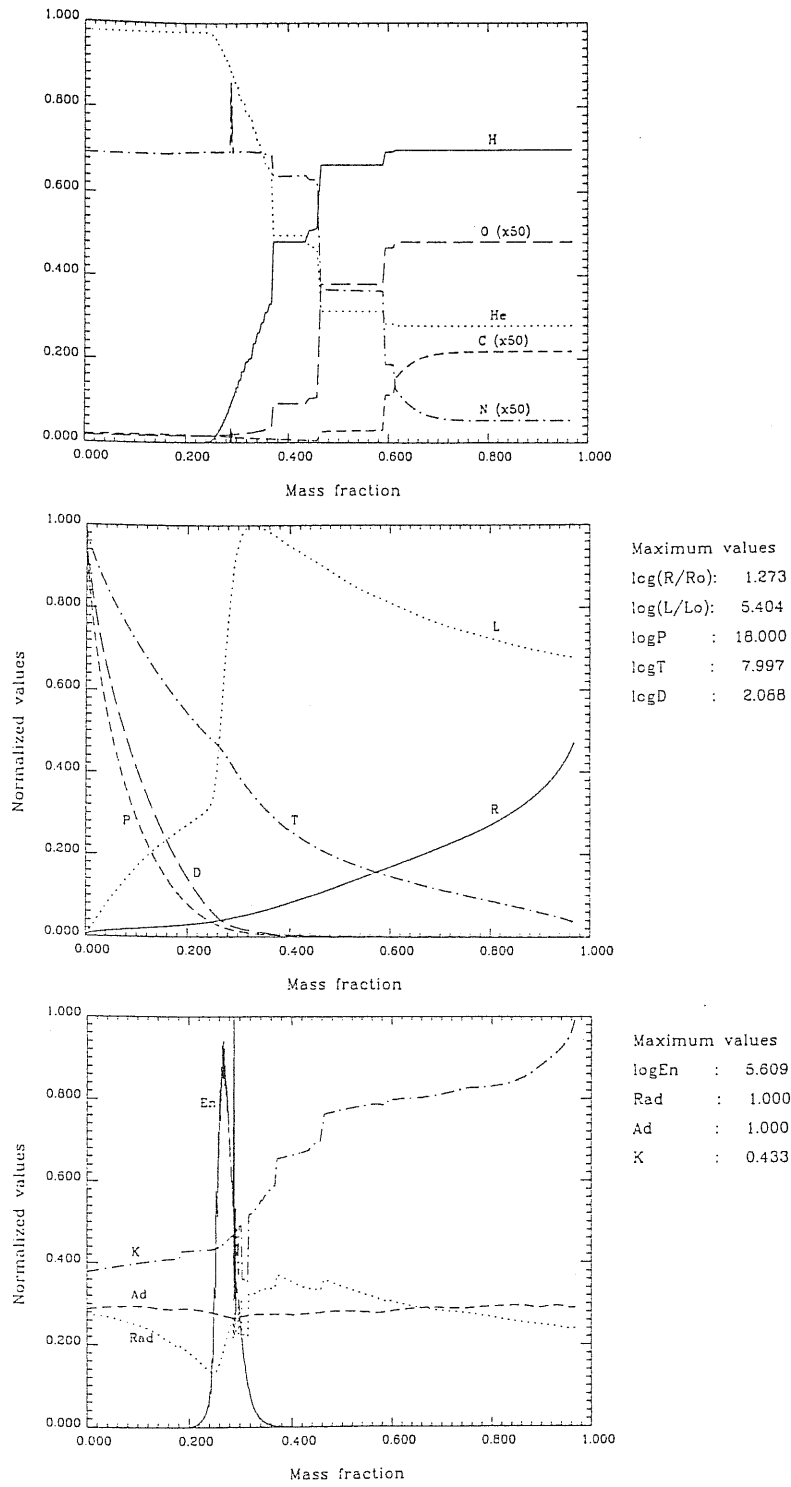 1.000
0.800
0.600
0.400
0.200
0.000
H
O (x50)
He
C (x50)
N (x50)
0.000 0.200 0.400 0.600 0.800 1.000
Mass fraction
Normalized values
1.000
0.800
0.600
0.400
0.200
0.000
L
R
T
P
D
0.000 0.200 0.400 0.600 0.800 1.000
Mass fraction
Maximum values
log(R/Ro): 1.273
log(L/Lo): 5.404
logP : 18.000
logT : 7.997
logD : 2.068
Normalized values
1.000
0.800
0.600
0.400
0.200
0.000
En
K
Ad
Rad
0.000 0.200 0.400 0.600 0.800 1.000
Mass fraction
Maximum values
logEn : 5.609
Rad : 1.000
Ad : 1.000
K : 0.433